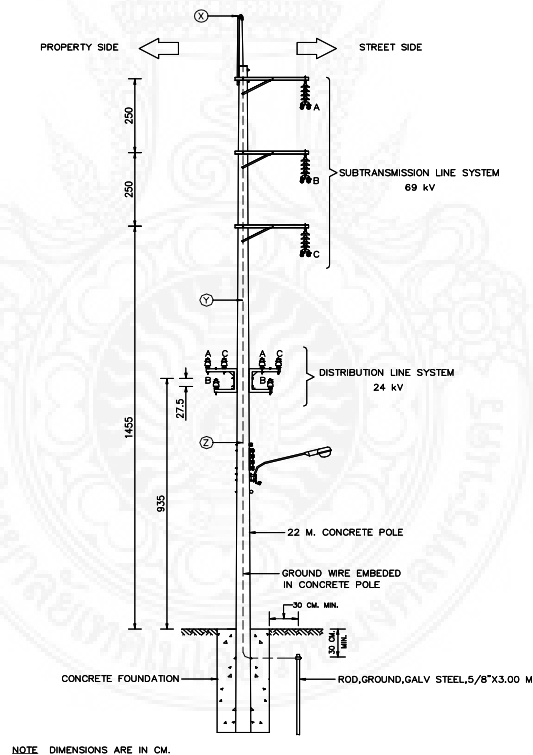 X
PROPERTY SIDE
STREET SIDE
A
250
SUBTRANSMISSION LINE SYSTEM
69 kV
B
250
C
Y
A C A C
DISTRIBUTION LINE SYSTEM
24 kV
B B
27.5
1455
Z
935
22 M. CONCRETE POLE
GROUND WIRE EMBEDED
IN CONCRETE POLE
30 CM. MIN.
30 CM.
MIN.
CONCRETE FOUNDATION
ROD,GROUND,GALV STEEL,5/8"X3.00 M
NOTE DIMENSIONS ARE IN CM.